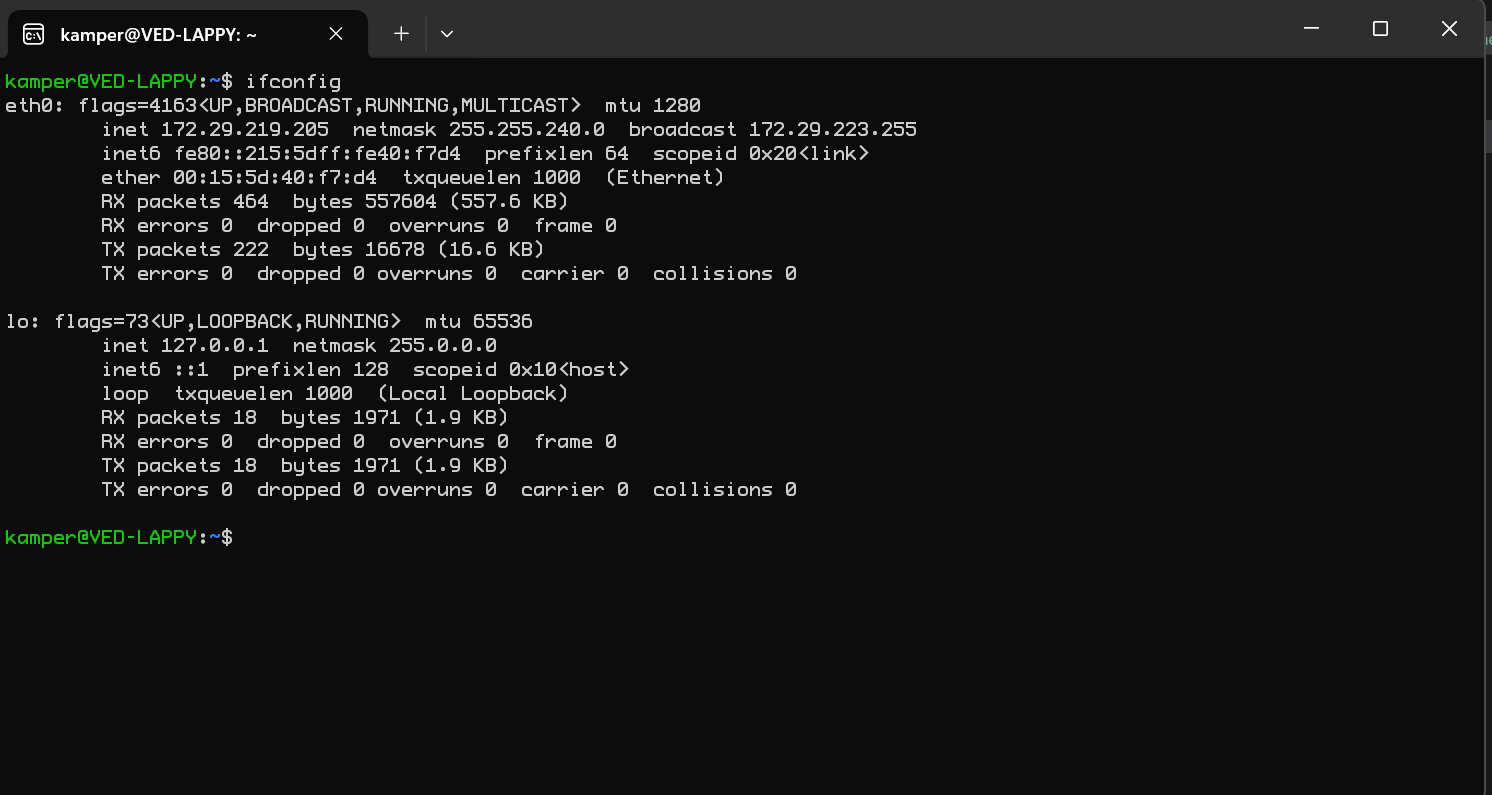 kamper@VED-LAPPY: ~
kamper@VED-LAPPY:~$ ifconfig
eth0: flags=4163<UP,BROADCAST,RUNNING,MULTICAST>  mtu 1280
        inet 172.29.219.205  netmask 255.255.240.0  broadcast 172.29.223.255
        inet6 fe80::215:5dff:fe40:f7d4  prefixlen 64  scopeid 0x20<link>
        ether 00:15:5d:40:f7:d4  txqueuelen 1000  (Ethernet)
        RX packets 464  bytes 557604 (557.6 KB)
        RX errors 0  dropped 0  overruns 0  frame 0
        TX packets 222  bytes 16678 (16.6 KB)
        TX errors 0  dropped 0 overruns 0  carrier 0  collisions 0

lo: flags=73<UP,LOOPBACK,RUNNING>  mtu 65536
        inet 127.0.0.1  netmask 255.0.0.0
        inet6 ::1  prefixlen 128  scopeid 0x10<host>
        loop  txqueuelen 1000  (Local Loopback)
        RX packets 18  bytes 1971 (1.9 KB)
        RX errors 0  dropped 0  overruns 0  frame 0
        TX packets 18  bytes 1971 (1.9 KB)
        TX errors 0  dropped 0 overruns 0  carrier 0  collisions 0

kamper@VED-LAPPY:~$